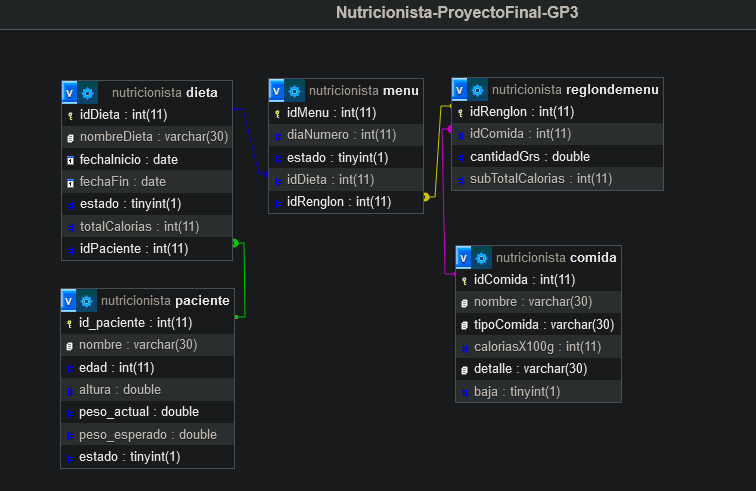 Nutricionista-ProyectoFinal-GP3
v nutricionista dieta
idDieta : int(11)
nombreDieta : varchar(30)
fechaInicio : date
fechaFin : date
estado : tinyint(1)
totalCalorias : int(11)
idPaciente : int(11)
v nutricionista menu
idMenu : int(11)
diaNumero : int(11)
estado : tinyint(1)
idDieta : int(11)
idRenglon : int(11)
v nutricionista reglondemenu
idRenglon : int(11)
idComida : int(11)
cantidadGrs : double
subTotalCalorias : int(11)
v nutricionista paciente
id_paciente : int(11)
nombre : varchar(30)
edad : int(11)
altura : double
peso_actual : double
peso_esperado : double
estado : tinyint(1)
v nutricionista comida
idComida : int(11)
nombre : varchar(30)
tipoComida : varchar(30)
caloriasX100g : int(11)
detalle : varchar(30)
baja : tinyint(1)